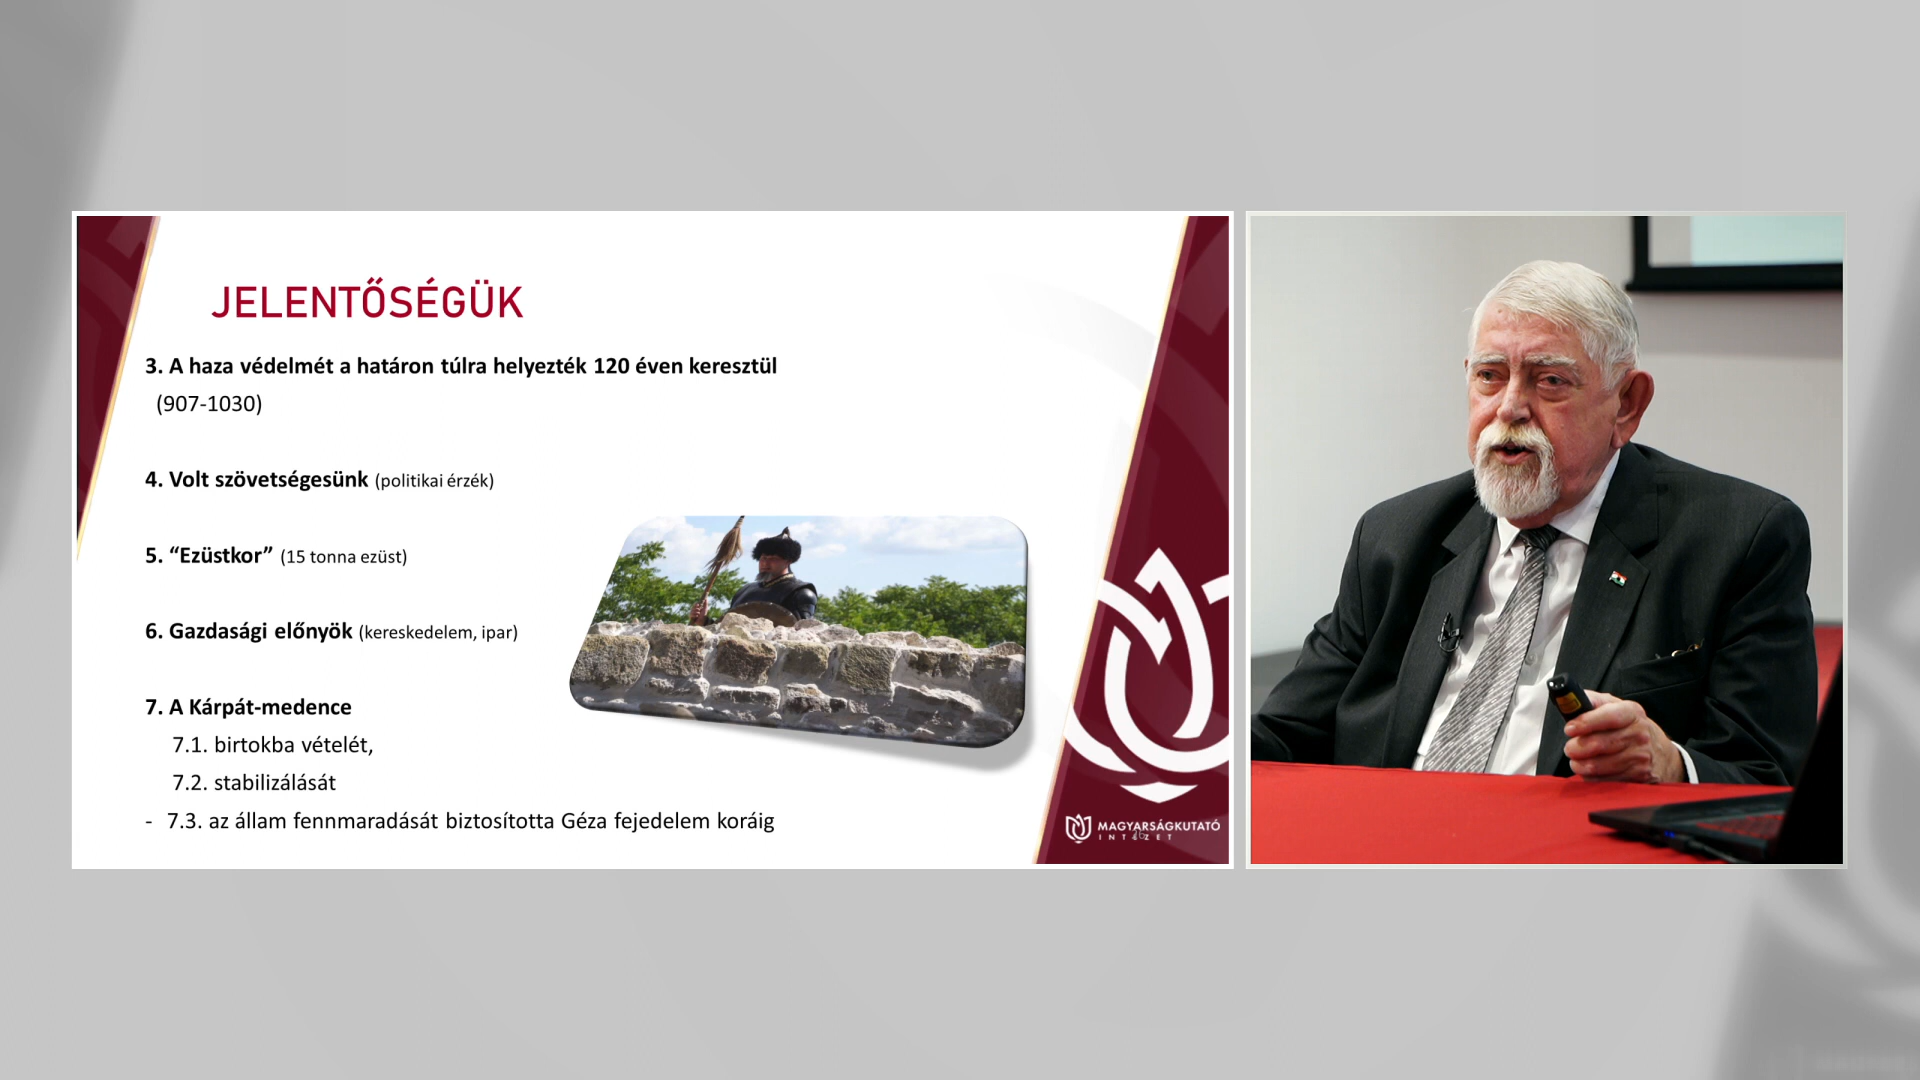 JELENTŐSÉGÜK
3. A haza védelmét a határon túlra helyezték 120 éven keresztül
(907-1030)
4. Volt szövetségesünk (politikai érzék)
5. “Ezüstkor” (15 tonna ezüst)
6. Gazdasági előnyök (kereskedelem, ipar)
7. A Kárpát-medence
7.1. birtokba vételét,
7.2. stabilizálását
- 7.3. az állam fennmaradását biztosította Géza fejedelem koráig
MAGYARSÁGKUTATÓ
INTÉZET